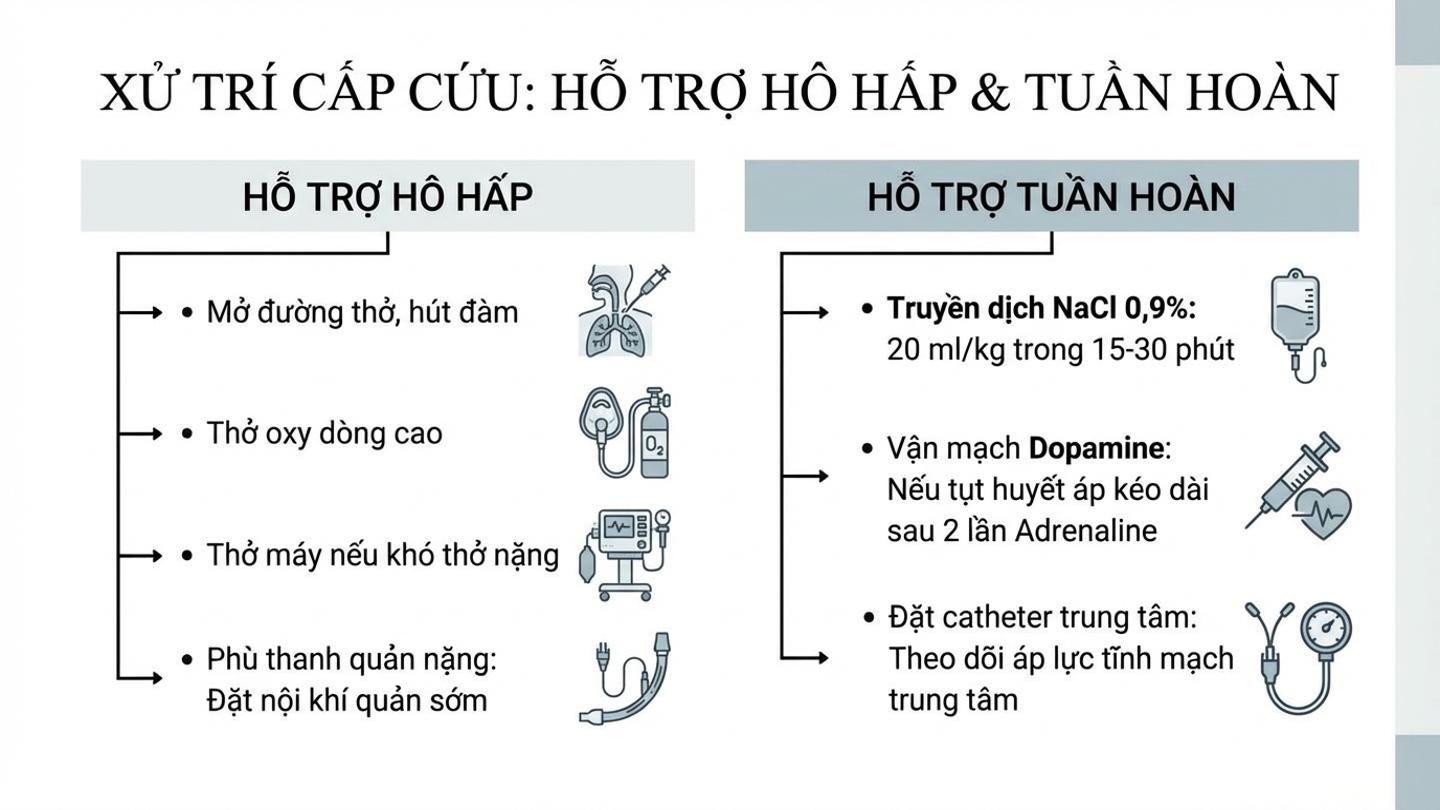 XỬ TRÍ CẤP CỨU: HỖ TRỢ HÔ HẤP & TUẦN HOÀN
HỖ TRỢ HÔ HẤP
• Mở đường thở, hút đàm
• Thở oxy dòng cao
O₂
• Thở máy nếu khó thở nặng
• Phù thanh quản nặng:
Đặt nội khí quản sớm
HỖ TRỢ TUẦN HOÀN
• Truyền dịch NaCl 0,9%:
20 ml/kg trong 15-30 phút
• Vận mạch Dopamine:
Nếu tụt huyết áp kéo dài
sau 2 lần Adrenaline
• Đặt catheter trung tâm:
Theo dõi áp lực tĩnh mạch
trung tâm